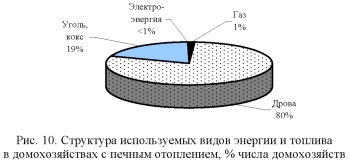 Электро-
энергия
<1%
Газ
1%
Уголь,
кокс
19%
Дрова
80%
Рис. 10. Структура используемых видов энергии и топлива
в домохозяйствах с печным отоплением, % числа домохозяйств